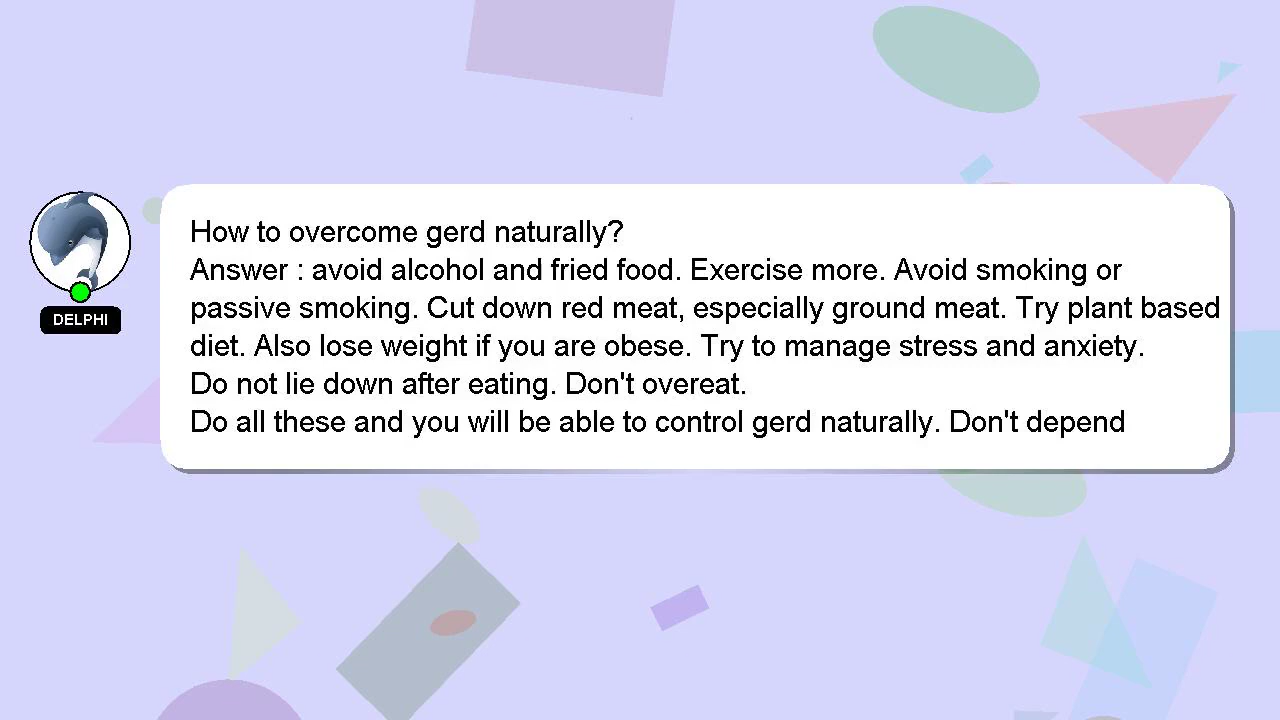 DELPHI
How to overcome gerd naturally?
Answer : avoid alcohol and fried food. Exercise more. Avoid smoking or
passive smoking. Cut down red meat, especially ground meat. Try plant based
diet. Also lose weight if you are obese. Try to manage stress and anxiety.
Do not lie down after eating. Don't overeat.
Do all these and you will be able to control gerd naturally. Don't depend